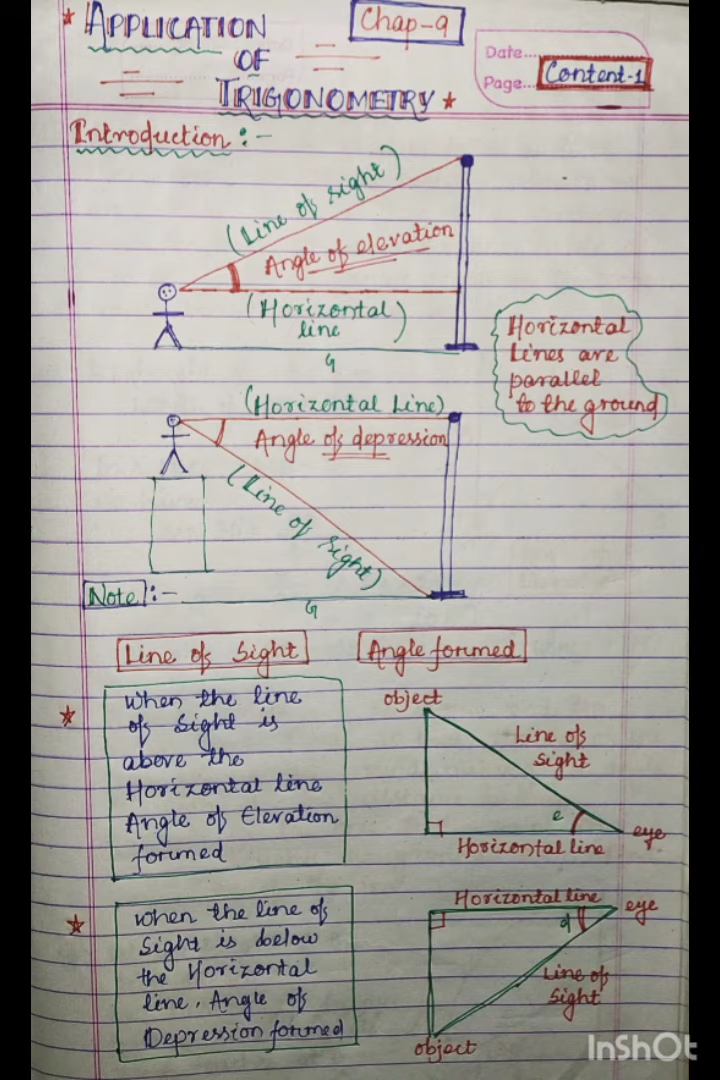 * APPLICATION
OF
TRIGONOMETRY *
Chap-9
Date.....
Page...
Content-1
Introduction :-
(Line of sight)
Angle of elevation
(Horizontal
line)
G
Horizontal
Lines are
parallel
to the ground
(Horizontal Line)
Angle of depression
(Line of sight)
G
Note :-
Line of Sight
Angle formed
* When the line
of Sight is
above the
Horizontal line
Angle of Elevation
formed
object
Line of
sight
e
eye
Horizontal line
* When the line of
Sight is below
the Horizontal
line. Angle of
Depression formed
Horizontal line
eye
d
Line of
Sight
object
InShOt